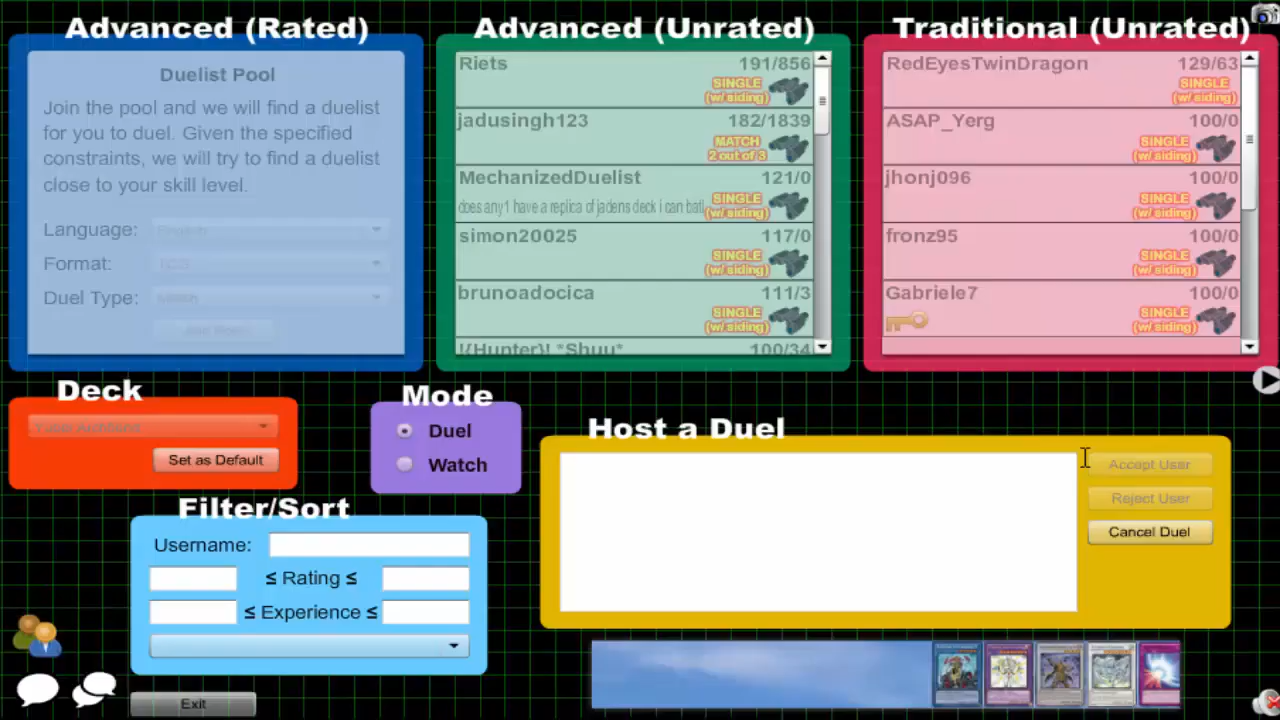 Advanced (Rated)
Duelist Pool
Join the pool and we will find a duelist
for you to duel. Given the specified
constraints, we will try to find a duelist
close to your skill level.
Language: English
Format:
Duel Type:
Advanced (Unrated)
Riets 191/856
SINGLE
(w/ siding)
jadusingh123 182/1839
MATCH
2 out of 3
MechanizedDuelist 121/0
does any1 have a replica of jadens deck i can batl
SINGLE
(w/ siding)
simon20025 117/0
SINGLE
(w/ siding)
brunoadocica 111/3
SINGLE
(w/ siding)
!{Hunter}! *Shuu* 100/34
Traditional (Unrated)
RedEyesTwinDragon 129/63
SINGLE
(w/ siding)
ASAP_Yerg 100/0
SINGLE
(w/ siding)
jhonj096 100/0
SINGLE
(w/ siding)
fronz95 100/0
SINGLE
(w/ siding)
Gabriele7 100/0
SINGLE
(w/ siding)
Deck
Set as Default
Mode
Duel
Watch
Filter/Sort
Username:
≤ Rating ≤
≤ Experience ≤
Host a Duel
Accept User
Reject User
Cancel Duel
Exit